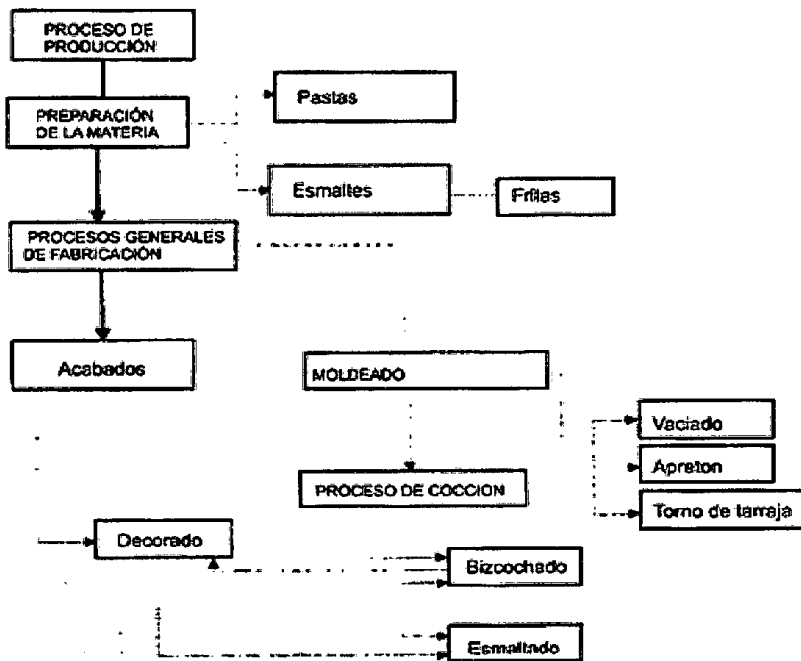 PROCESO DE
PRODUCCIÓN
Pastas
PREPARACIÓN
DE LA MATERIA
Esmaltes
Fritas
PROCESOS GENERALES
DE FABRICACIÓN
Acabados
MOLDEADO
Vaciado
Apreton
PROCESO DE COCCION
Torno de tarraja
Decorado
Bizcochado
Esmaltado